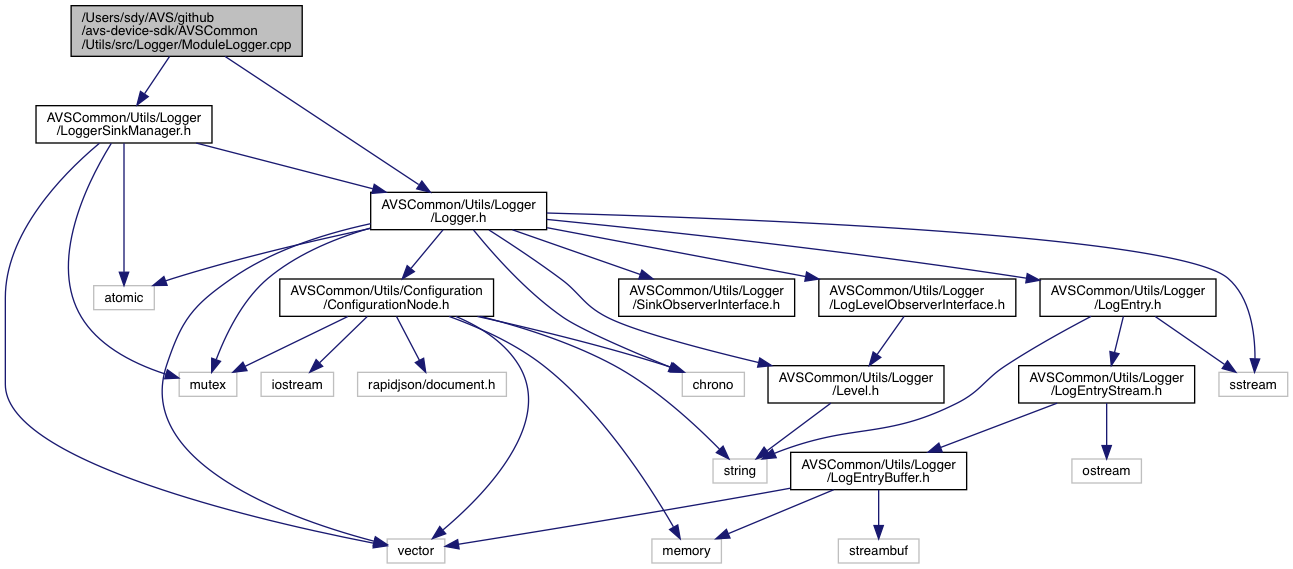 /Users/sdy/AVS/github
/avs-device-sdk/AVSCommon
/Utils/src/Logger/ModuleLogger.cpp
AVSCommon/Utils/Logger
/LoggerSinkManager.h
AVSCommon/Utils/Logger
/Logger.h
atomic
AVSCommon/Utils/Configuration
/ConfigurationNode.h
AVSCommon/Utils/Logger
/SinkObserverInterface.h
AVSCommon/Utils/Logger
/LogLevelObserverInterface.h
AVSCommon/Utils/Logger
/LogEntry.h
mutex
iostream
rapidjson/document.h
chrono
AVSCommon/Utils/Logger
/Level.h
AVSCommon/Utils/Logger
/LogEntryStream.h
sstream
string
AVSCommon/Utils/Logger
/LogEntryBuffer.h
ostream
vector
memory
streambuf